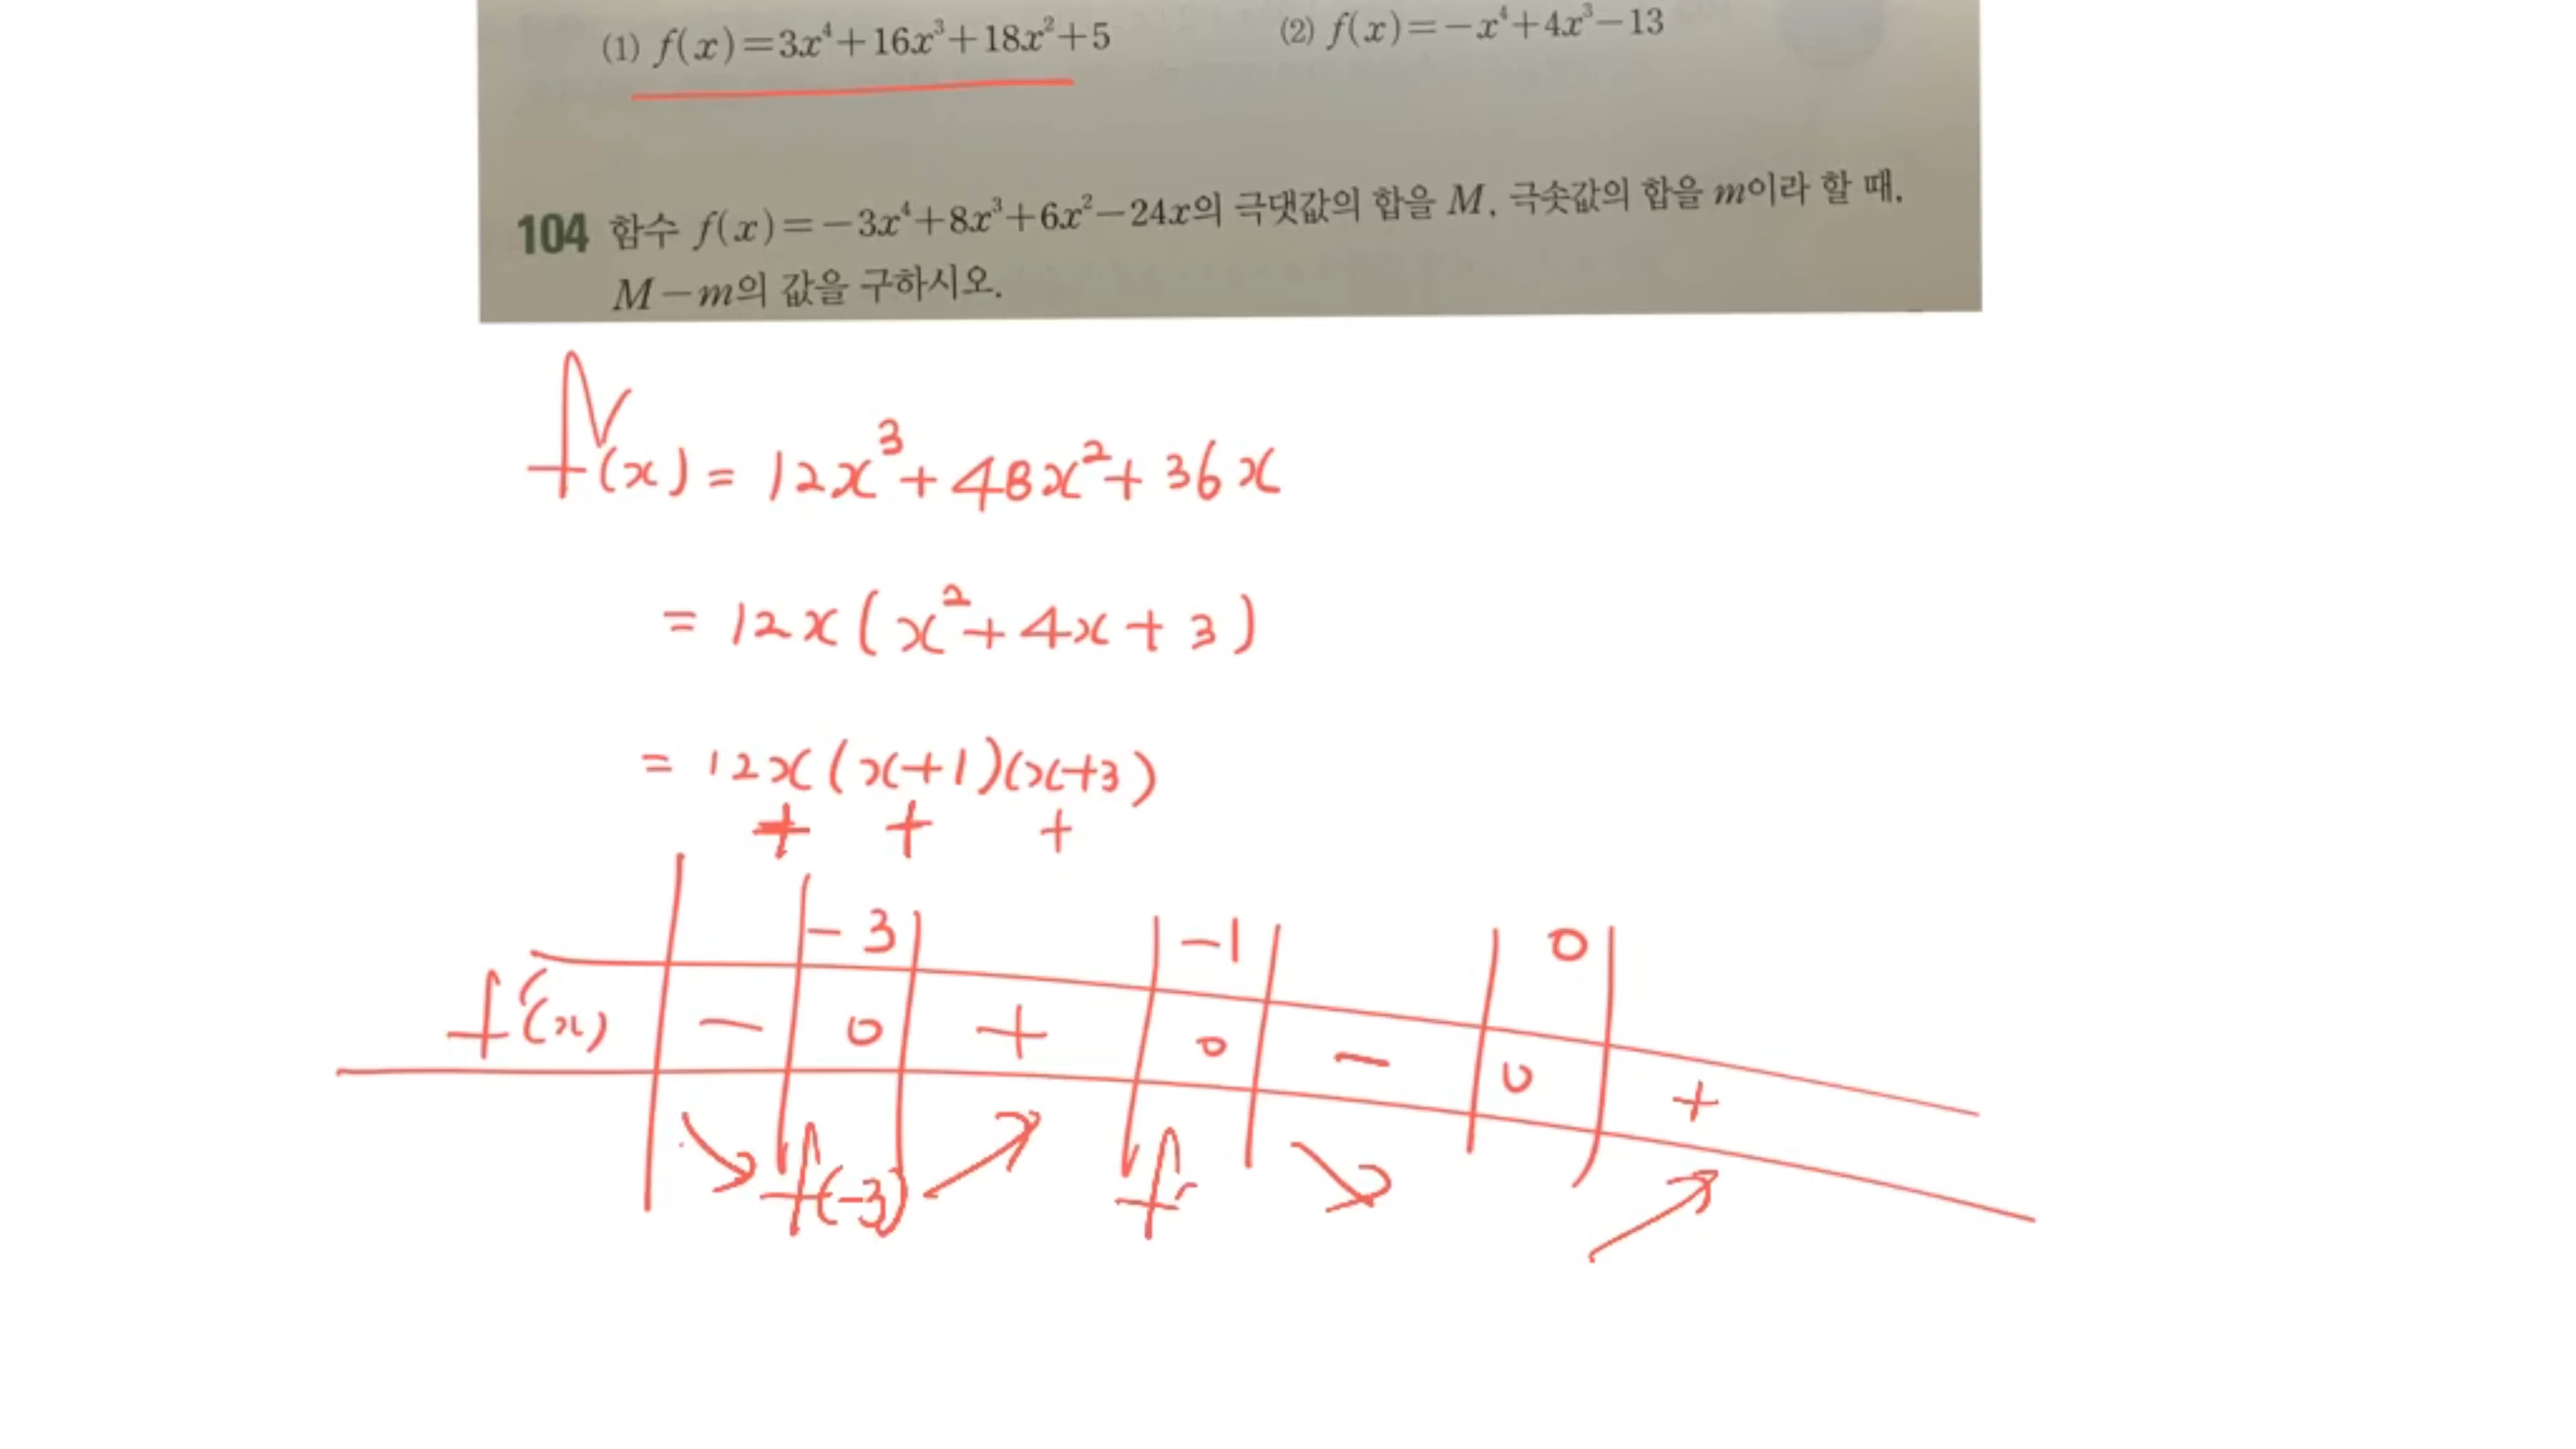 (1) f(x)=3x⁴+16x³+18x²+5 (2) f(x)=-x⁴+4x³-13
104 함수 f(x)=-3x⁴+8x³+6x²-24x의 극댓값의 합을 M, 극솟값의 합을 m이라 할 때,
M-m의 값을 구하시오.
f'(x) = 12x³+48x²+36x
= 12x(x²+4x+3)
= 12x(x+1)(x+3)
+ + +
-3 -1 0
f'(x) - 0 + 0 - 0 +
↘ f(-3) ↗ f( ↘ ↗